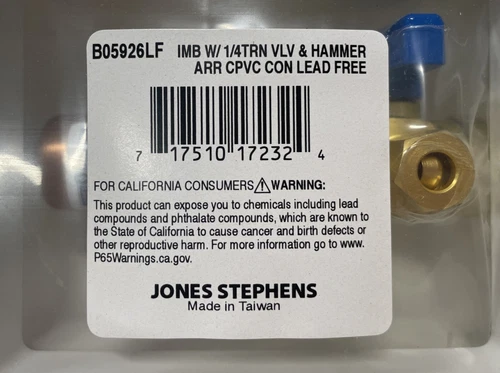 B05926LF IMB W/ 1/4TRN VLV & HAMMER
ARR CPVC CON LEAD FREE
7 17510 17232 4
FOR CALIFORNIA CONSUMERS⚠WARNING:
This product can expose you to chemicals including lead
compounds and phthalate compounds, which are known to
the State of California to cause cancer and birth defects or
other reproductive harm. For more information go to www.
P65Warnings.ca.gov.
JONES STEPHENS
Made in Taiwan